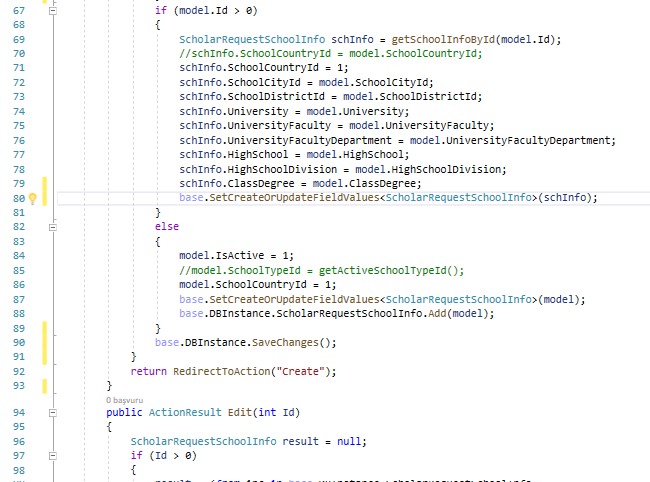 67 if (model.Id > 0)
68 {
69 ScholarRequestSchoolInfo schInfo = getSchoolInfoById(model.Id);
70 //schInfo.SchoolCountryId = model.SchoolCountryId;
71 schInfo.SchoolCountryId = 1;
72 schInfo.SchoolCityId = model.SchoolCityId;
73 schInfo.SchoolDistrictId = model.SchoolDistrictId;
74 schInfo.University = model.University;
75 schInfo.UniversityFaculty = model.UniversityFaculty;
76 schInfo.UniversityFacultyDepartment = model.UniversityFacultyDepartment;
77 schInfo.HighSchool = model.HighSchool;
78 schInfo.HighSchoolDivision = model.HighSchoolDivision;
79 schInfo.ClassDegree = model.ClassDegree;
80 base.SetCreateOrUpdateFieldValues<ScholarRequestSchoolInfo>(schInfo);
81 }
82 else
83 {
84 model.IsActive = 1;
85 //model.SchoolTypeId = getActiveSchoolTypeId();
86 model.SchoolCountryId = 1;
87 base.SetCreateOrUpdateFieldValues<ScholarRequestSchoolInfo>(model);
88 base.DBInstance.ScholarRequestSchoolInfo.Add(model);
89 }
90 base.DBInstance.SaveChanges();
91 }
92 return RedirectToAction("Create");
93 }
0 başvuru
94 public ActionResult Edit(int Id)
95 {
96 ScholarRequestSchoolInfo result = null;
97 if (Id > 0)
98 {